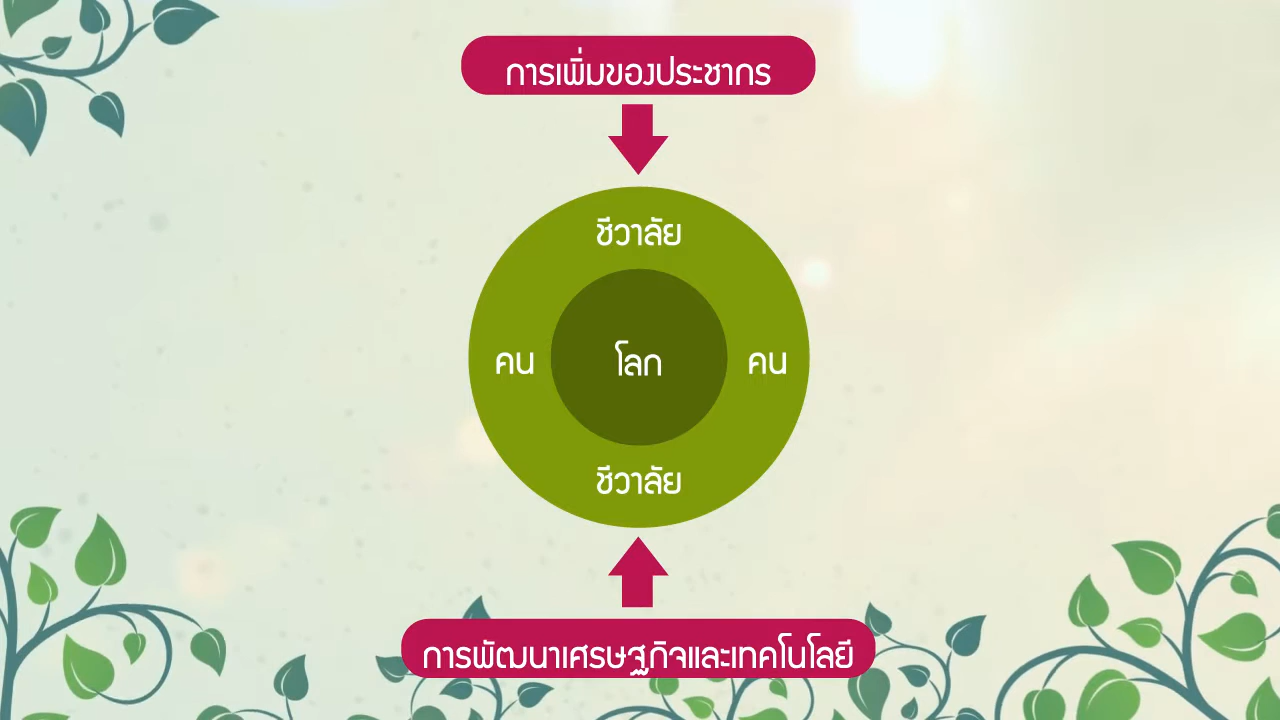 การเพิ่มของประชากร
ชีวาลัย
คน โลก คน
ชีวาลัย
การพัฒนาเศรษฐกิจและเทคโนโลยี